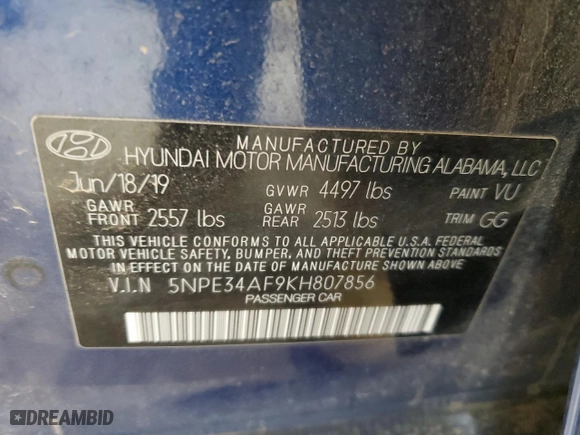 MANUFACTURED BY
HYUNDAI MOTOR MANUFACTURING ALABAMA, LLC
Jun/18/19 GVWR 4497 lbs PAINT VU
GAWR FRONT 2557 lbs GAWR REAR 2513 lbs TRIM GG
THIS VEHICLE CONFORMS TO ALL APPLICABLE U.S.A. FEDERAL
MOTOR VEHICLE SAFETY, BUMPER, AND THEFT PREVENTION STANDARDS
IN EFFECT ON THE DATE OF MANUFACTURE SHOWN ABOVE.
V.I.N 5NPE34AF9KH807856
PASSENGER CAR
DREAMBID